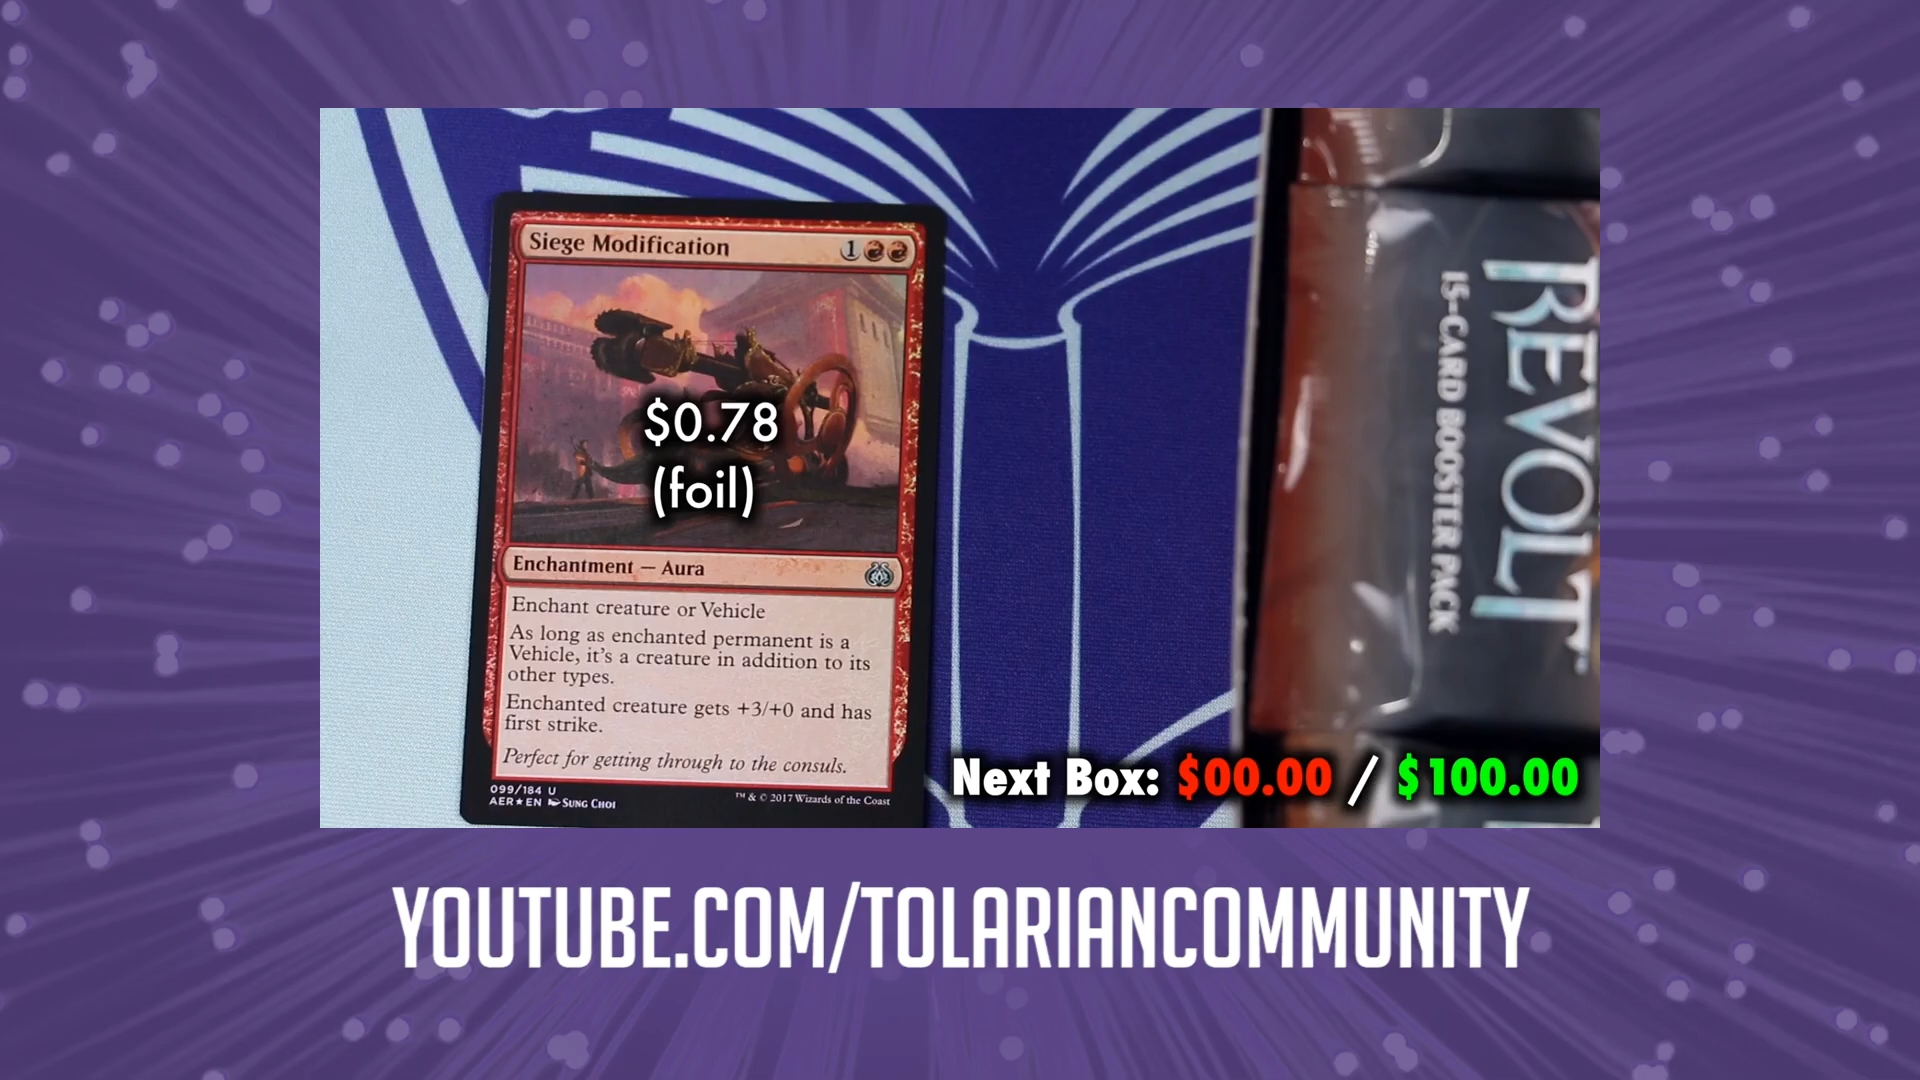 Siege Modification 1
$0.78
(foil)
Enchantment — Aura
Enchant creature or Vehicle
As long as enchanted permanent is a
Vehicle, it's a creature in addition to its
other types.
Enchanted creature gets +3/+0 and has
first strike.
Perfect for getting through to the consuls.
099/184 U
AER★EN Sung Choi
™ & © 2017 Wizards of the Coast
REVOLT
15-CARD BOOSTER PACK
Next Box: $00.00 / $100.00
YOUTUBE.COM/TOLARIANCOMMUNITY